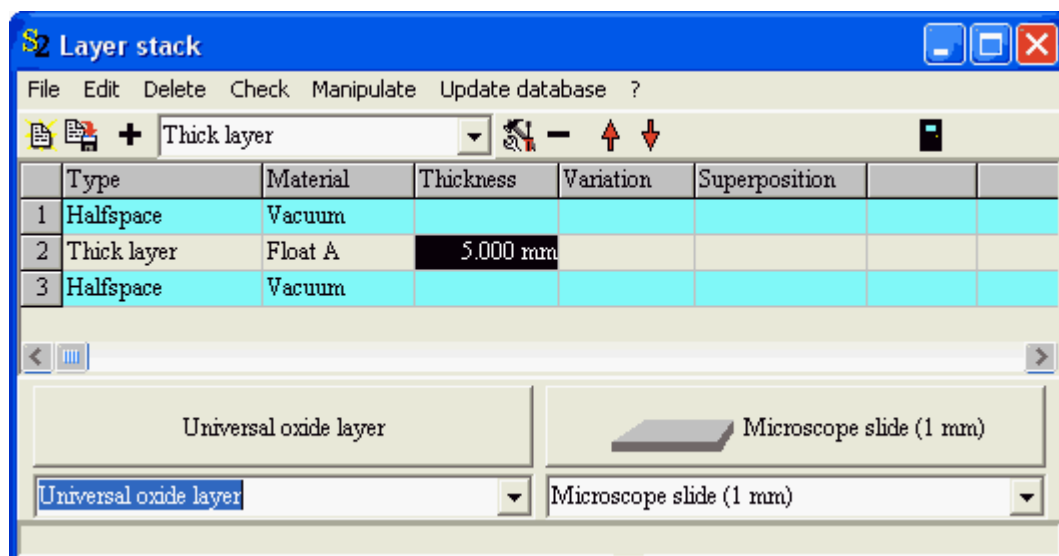 S2 Layer stack
File Edit Delete Check Manipulate Update database ?
Thick layer
Type Material Thickness Variation Superposition
1 Halfspace Vacuum
2 Thick layer Float A 5.000 mm
3 Halfspace Vacuum
Universal oxide layer Microscope slide (1 mm)
Universal oxide layer Microscope slide (1 mm)